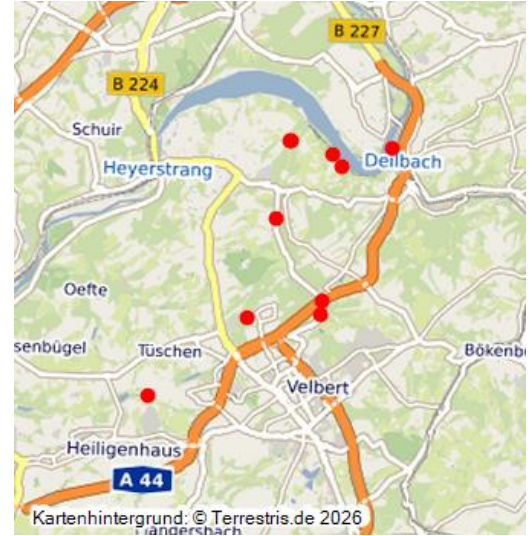 B 227
B 224
Schuir
Heyerstrang
Deilbach
Oefte
senbügel
Tüschen
Bökenb
Velbert
Heiligenhaus
A 44
Kartenhintergrund: © Terrestris.de 2026